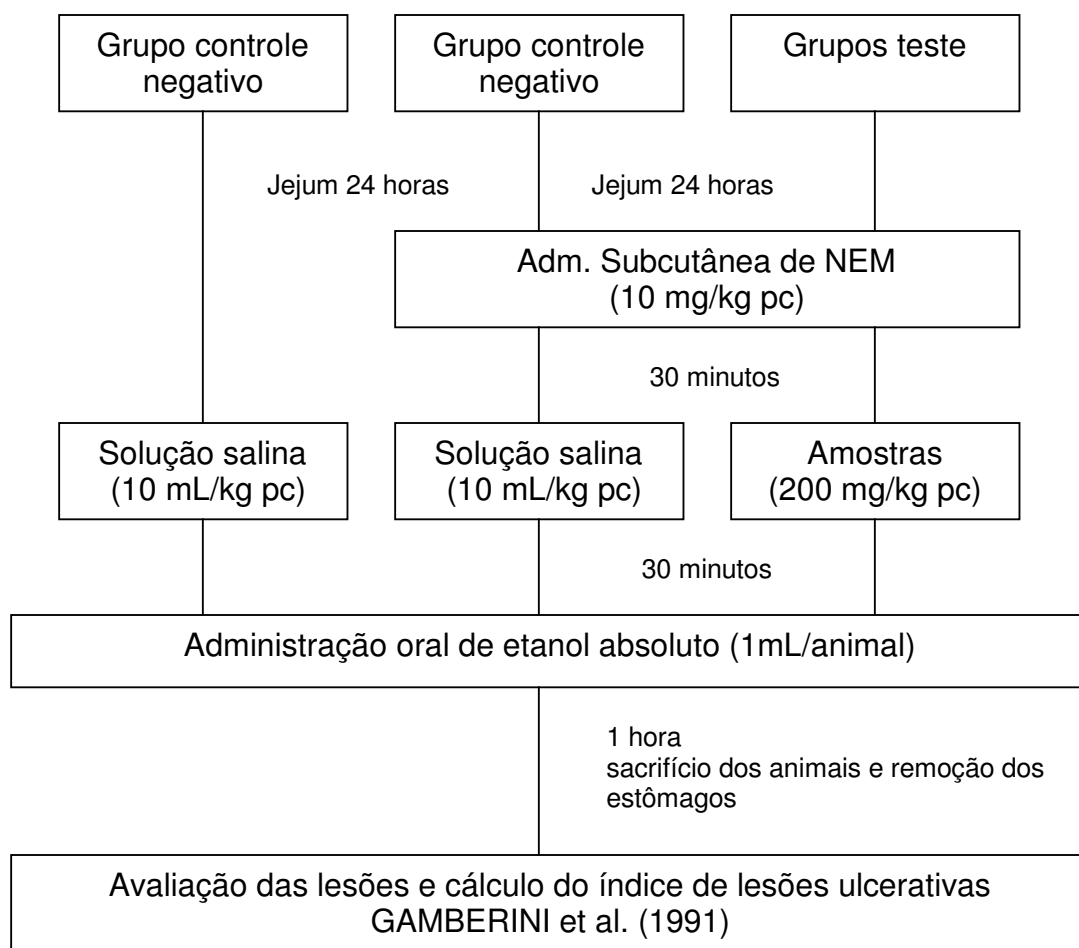 Grupo controle
negativo
Grupo controle
negativo
Grupos teste
Jejum 24 horas
Jejum 24 horas
Adm. Subcutânea de NEM
(10 mg/kg pc)
30 minutos
Solução salina
(10 mL/kg pc)
Solução salina
(10 mL/kg pc)
Amostras
(200 mg/kg pc)
30 minutos
Administração oral de etanol absoluto (1mL/animal)
1 hora
sacrifício dos animais e remoção dos
estômagos
Avaliação das lesões e cálculo do índice de lesões ulcerativas
GAMBERINI et al. (1991)